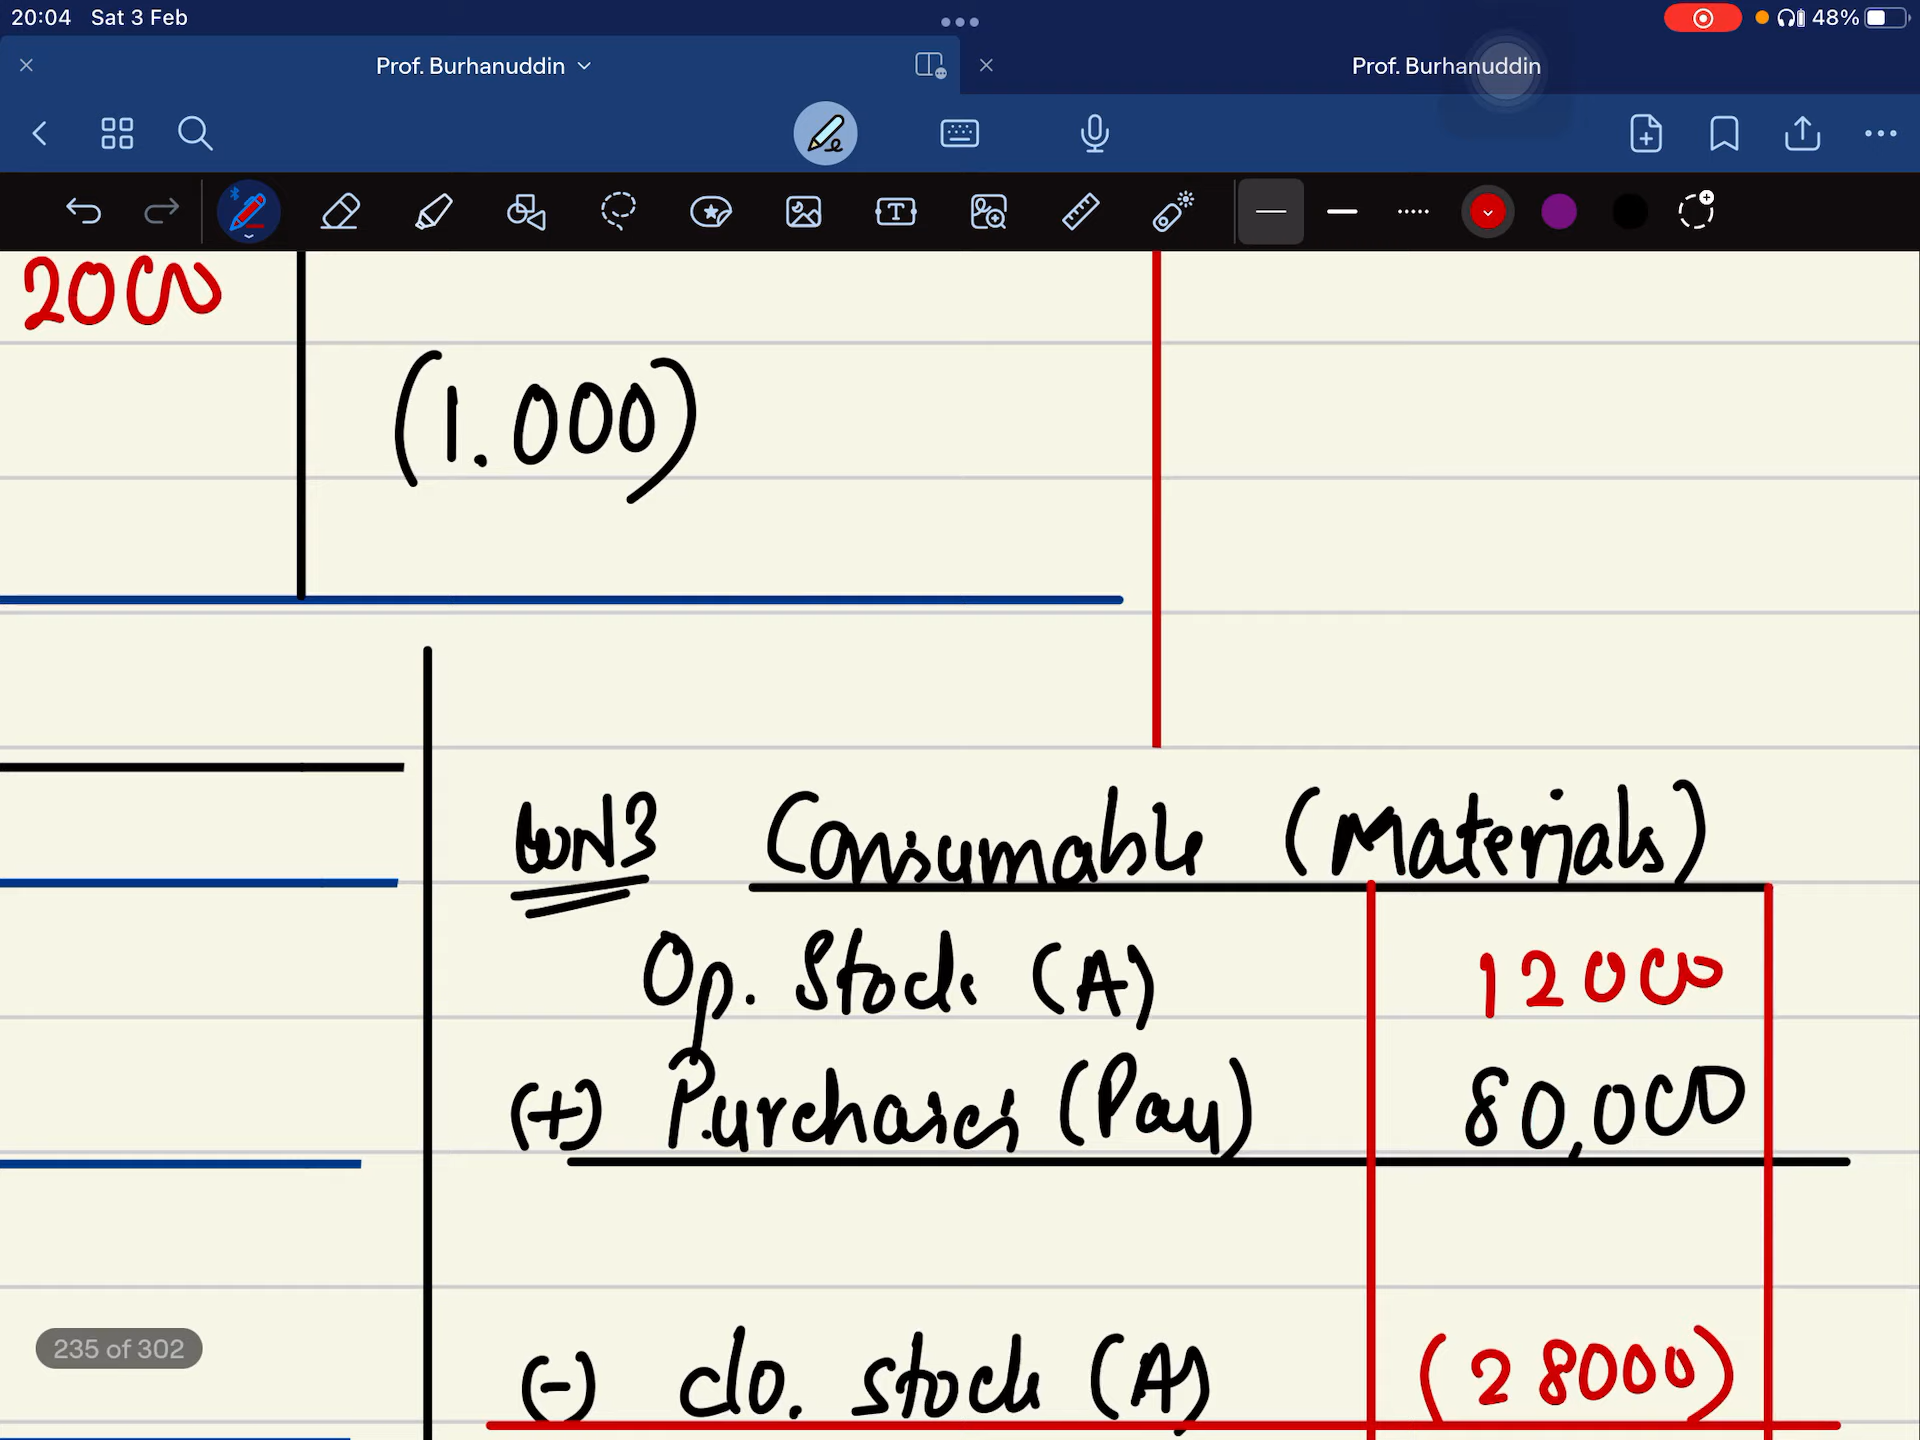 20:04 Sat 3 Feb
48%
Prof. Burhanuddin
Prof. Burhanuddin
2000
(1.000)
WN3 Consumable (Materials)
Op. Stock (A) 12000
(+) Purchases (Pay) 80,000
(-) clo. stock (A) (28000)
235 of 302